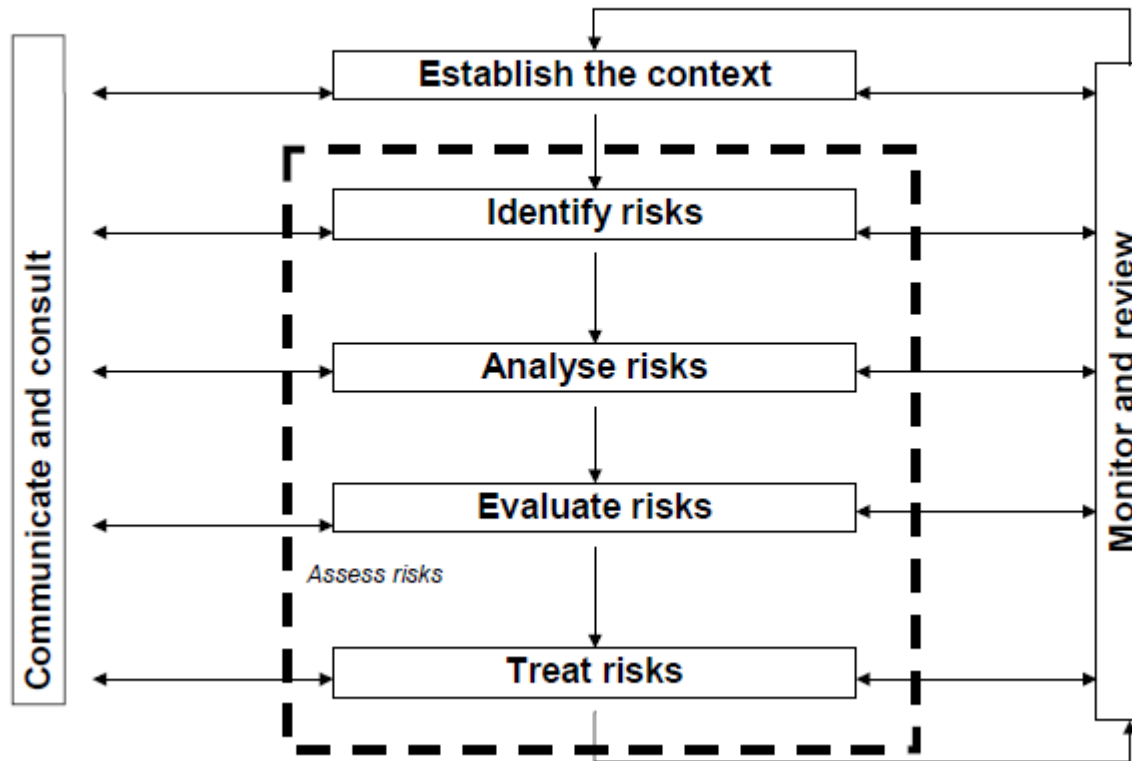 Communicate and consult
Establish the context
Identify risks
Analyse risks
Evaluate risks
Assess risks
Treat risks
Monitor and review